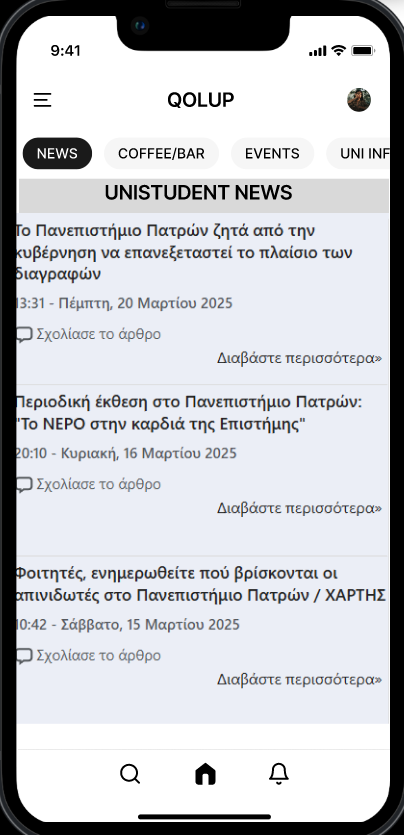 9:41
QOLUP
NEWS COFFEE/BAR EVENTS UNI INF
UNISTUDENT NEWS
Το Πανεπιστήμιο Πατρών ζητά από την
κυβέρνηση να επανεξεταστεί το πλαίσιο των
διαγραφών
13:31 - Πέμπτη, 20 Μαρτίου 2025
Σχολίασε το άρθρο
Διαβάστε περισσότερα»
Περιοδική έκθεση στο Πανεπιστήμιο Πατρών:
"Το ΝΕΡΟ στην καρδιά της Επιστήμης"
20:10 - Κυριακή, 16 Μαρτίου 2025
Σχολίασε το άρθρο
Διαβάστε περισσότερα»
Φοιτητές, ενημερωθείτε πού βρίσκονται οι
απινιδωτές στο Πανεπιστήμιο Πατρών / ΧΑΡΤΗΣ
10:42 - Σάββατο, 15 Μαρτίου 2025
Σχολίασε το άρθρο
Διαβάστε περισσότερα»